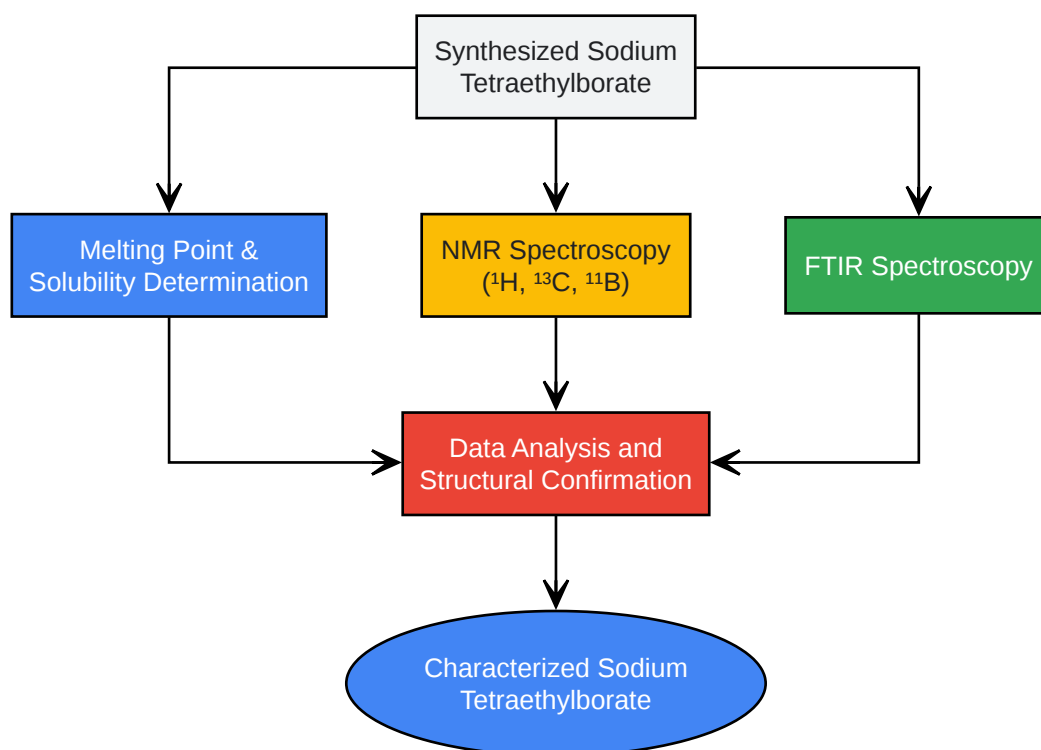 Synthesized Sodium
Tetraethylborate
Melting Point &
Solubility Determination
NMR Spectroscopy
(¹H, ¹³C, ¹¹B)
FTIR Spectroscopy
Data Analysis and
Structural Confirmation
Characterized Sodium
Tetraethylborate